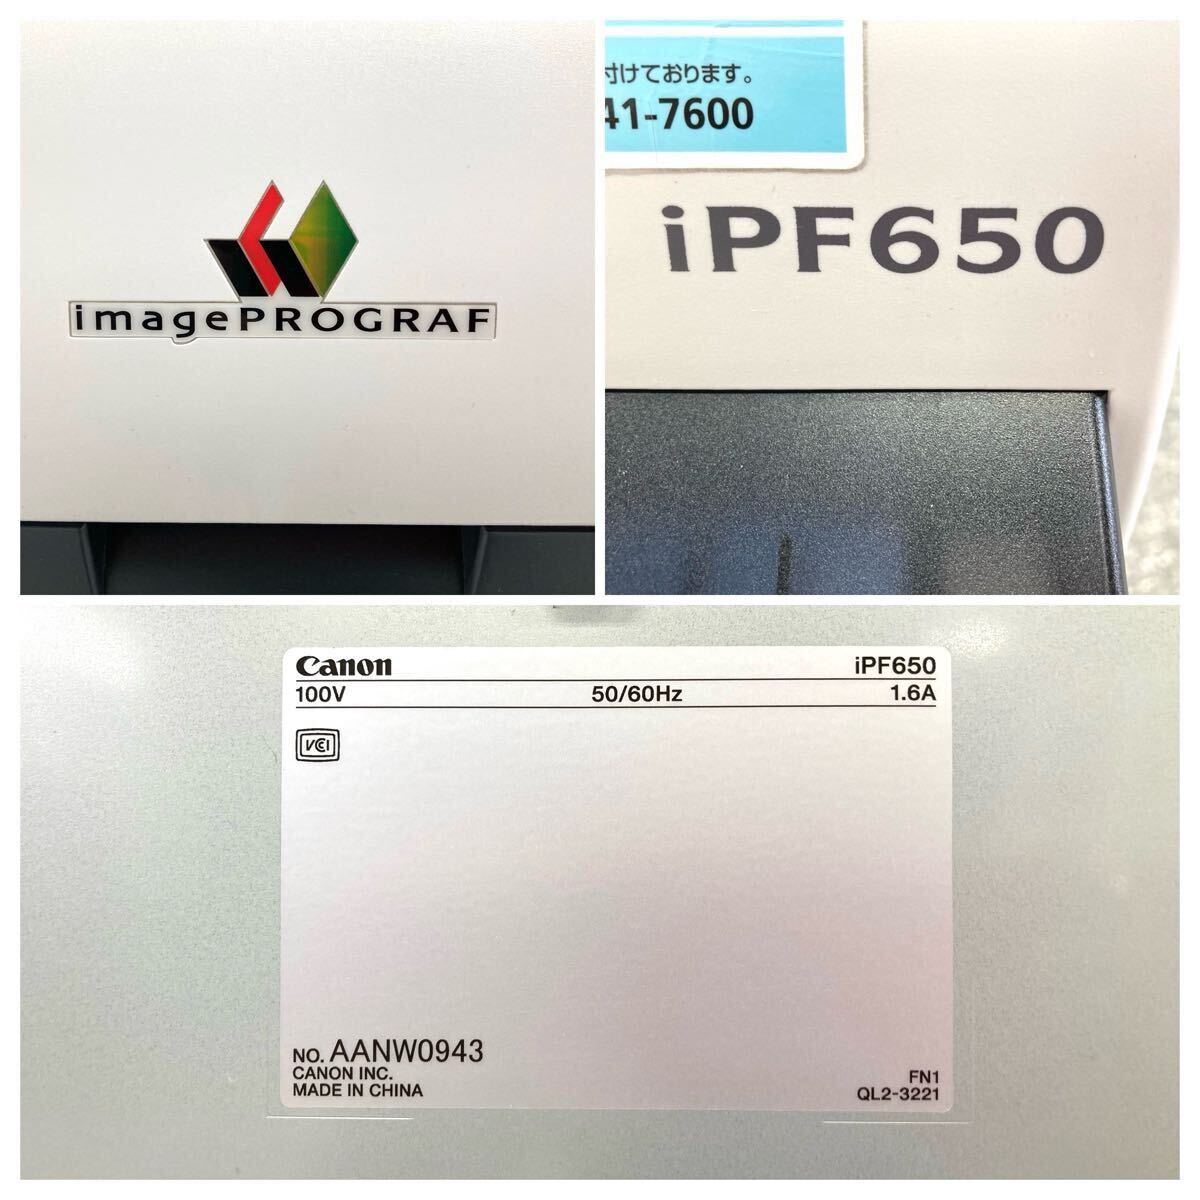 imagePROGRAF
付けております。
41-7600
iPF650
Canon iPF650
100V 50/60Hz 1.6A
VCCI
NO. AANW0943
CANON INC.
MADE IN CHINA
FN1
QL2-3221